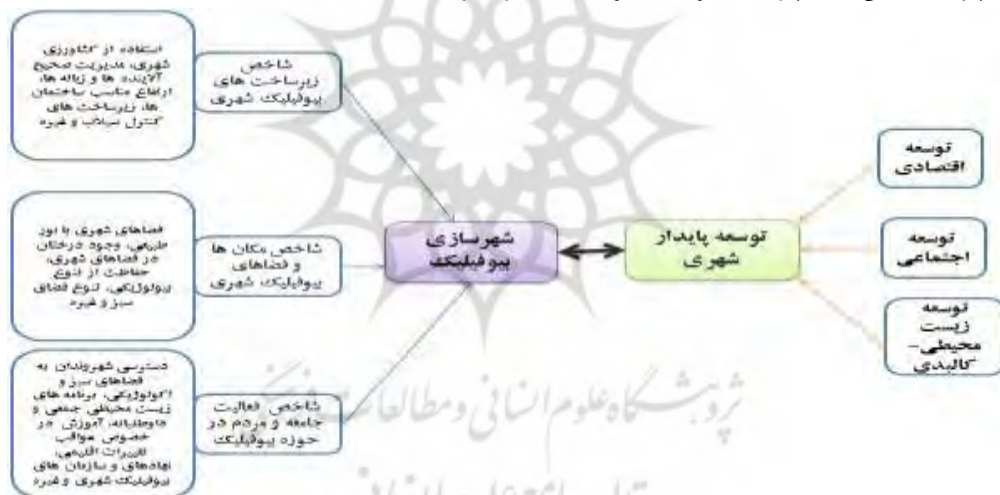 توسعه
اقتصادی
توسعه
اجتماعی
توسعه
زیست
محیطی-
کالبدی
توسعه پایدار
شهری
شهرسازی
بیوفیلیک
شاخص
زیرساخت های
بیوفیلیک شهری
استفاده از کشاورزی
شهری، مدیریت صحیح
آلاینده ها و زباله ها،
ارتفاع مناسب ساختمان
ها، زیرساخت های
کنترل سیلاب و غیره
شاخص مکان ها
و فضاهای
بیوفیلیک شهری
فضاهای شهری با نور
طبیعی، وجود درختان
در فضاهای شهری،
حفاظت از تنوع
بیولوژیکی، تنوع فضای
سبز و غیره
شاخص فعالیت
جامعه و مردم در
حوزه بیوفیلیک
دسترسی شهروندان به
فضاهای سبز و
اکولوژیکی، برنامه های
زیست محیطی جمعی و
داوطلبانه، آموزش در
خصوص عواقب
تغییرات اقلیمی،
نهادهای و سازمان های
بیوفیلیک شهری و غیره
پژوهشگاه علوم انسانی و مطالعات فرهنگی